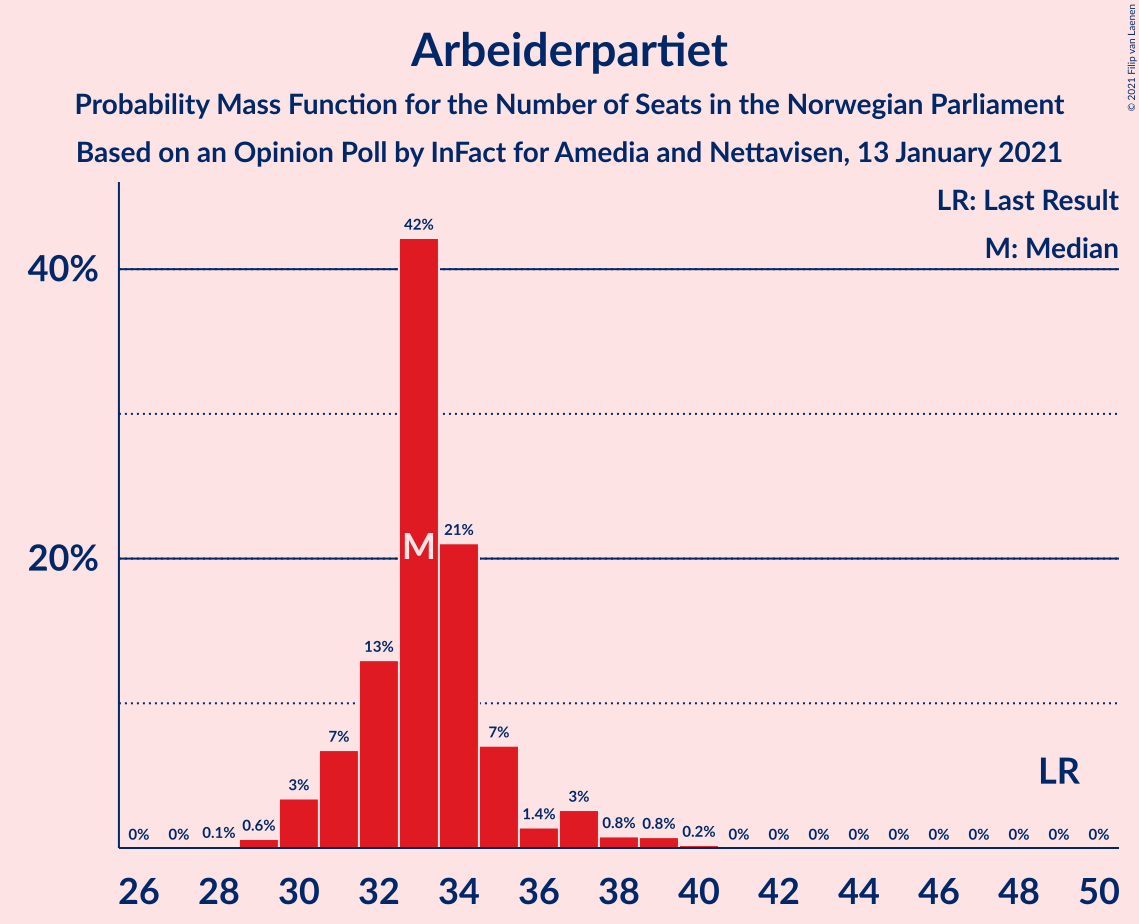 Arbeiderpartiet
Probability Mass Function for the Number of Seats in the Norwegian Parliament
Based on an Opinion Poll by InFact for Amedia and Nettavisen, 13 January 2021
© 2021 Filip van Laenen
LR: Last Result
M: Median
40%
20%
0% 0% 0.1% 0.6% 3% 7% 13% 42% 21% 7% 1.4% 3% 0.8% 0.8% 0.2% 0% 0% 0% 0% 0% 0% 0% 0% 0% 0%
M
LR
26 28 30 32 34 36 38 40 42 44 46 48 50